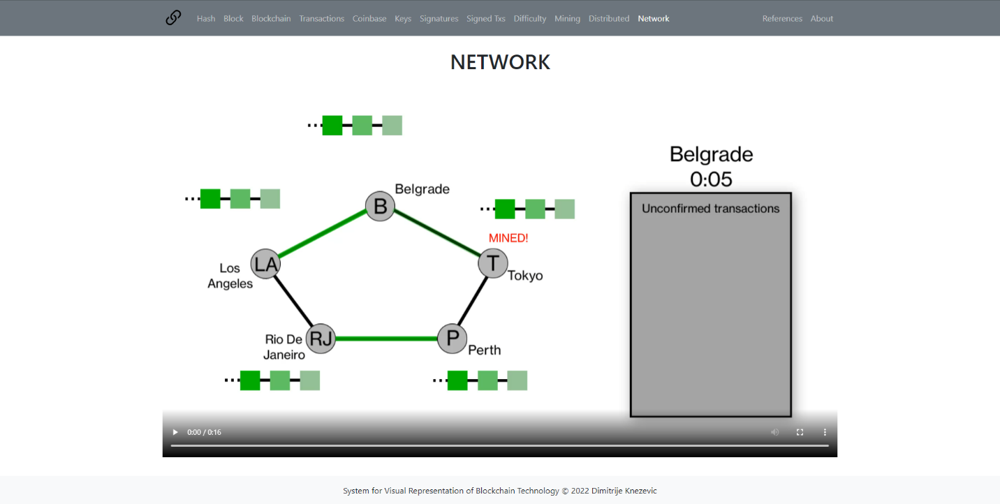 Hash Block Blockchain Transactions Coinbase Keys Signatures Signed Txs Difficulty Mining Distributed Network References About
NETWORK
Belgrade
0:05
Unconfirmed transactions
Belgrade
B
MINED!
LA
T
Los
Angeles
Tokyo
Rio De
Janeiro
RJ
P
Perth
0:00 / 0:16
System for Visual Representation of Blockchain Technology © 2022 Dimitrije Knezevic